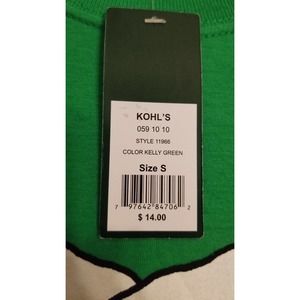 KOHL'S
059 10 10
STYLE 11966
COLOR KELLY GREEN
Size S
7 97642 84706 2
$ 14.00